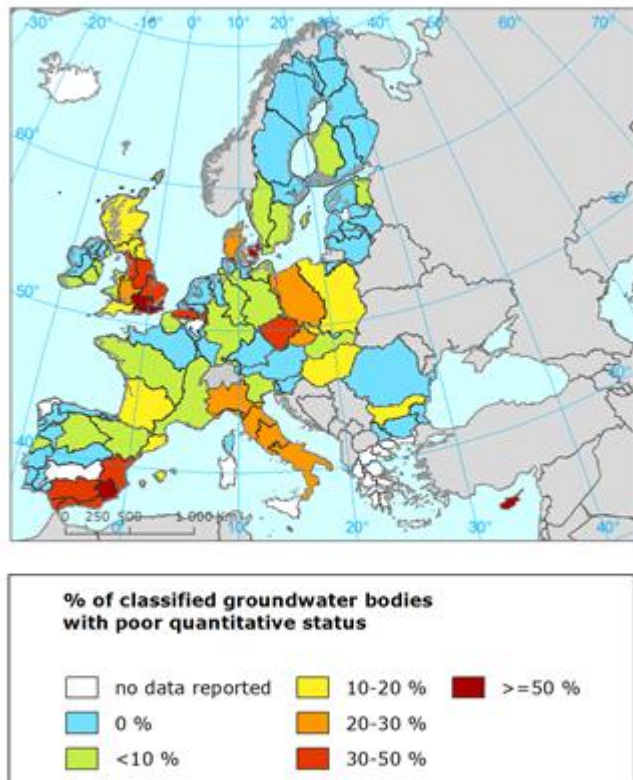 -30° -20° -10° 0° 10° 20° 30° 40° 50° 60° 70°
60°
50°
50°
40°
40°
0 250 500 1 000 Km
0° 10° 20° 30° 40°
% of classified groundwater bodies
with poor quantitative status
no data reported
10-20 %
>=50 %
0 %
20-30 %
<10 %
30-50 %